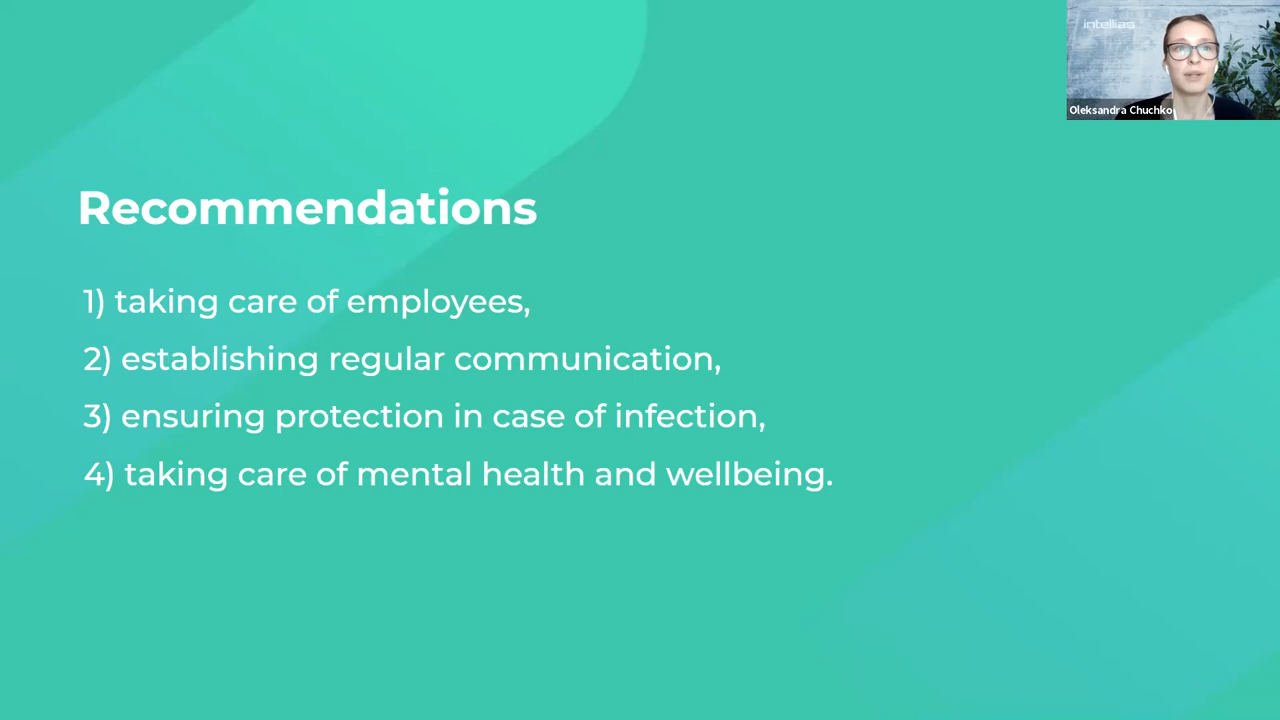 intellias
Oleksandra Chuchko
Recommendations
1) taking care of employees,
2) establishing regular communication,
3) ensuring protection in case of infection,
4) taking care of mental health and wellbeing.